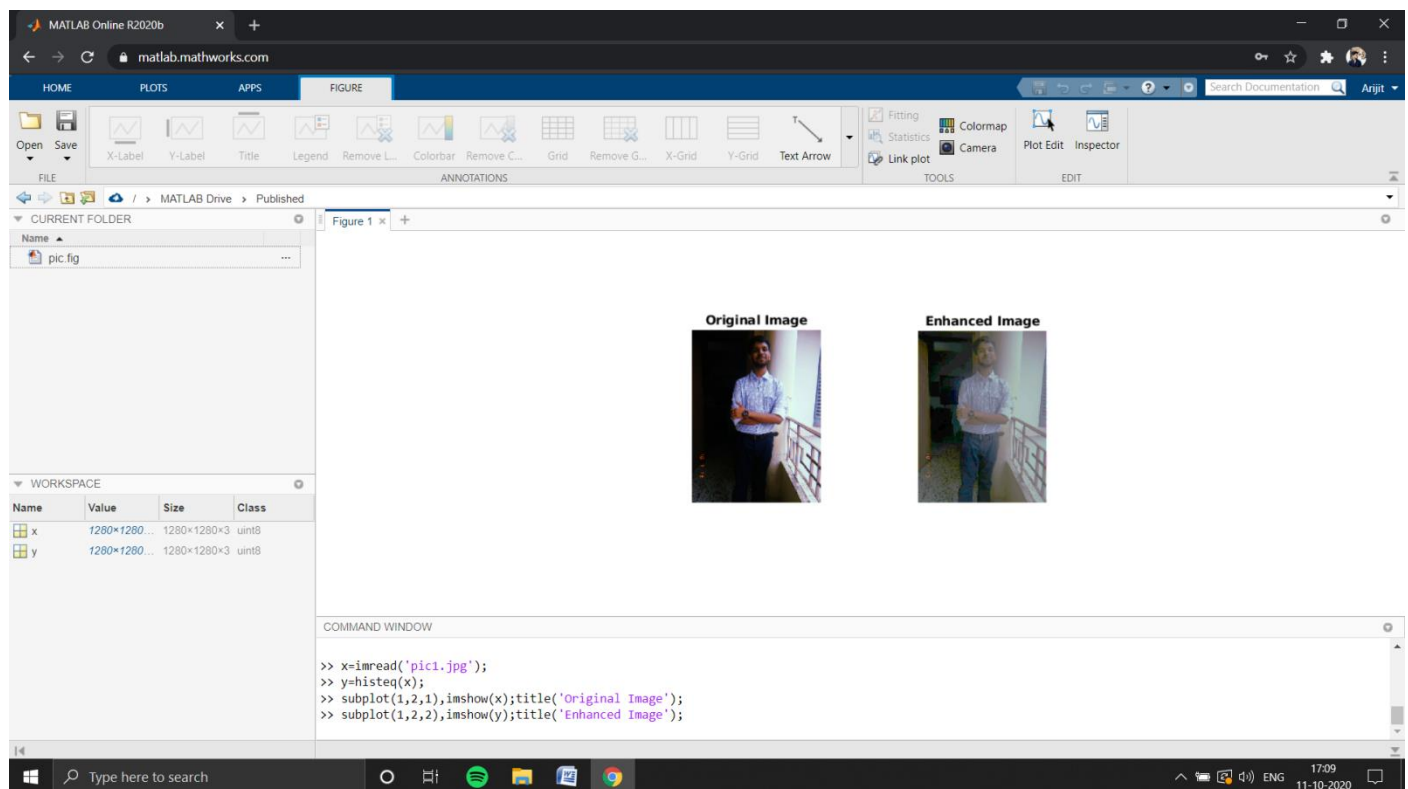 MATLAB Online R2020b
matlab.mathworks.com
HOME PLOTS APPS FIGURE
Search Documentation Arijit
Open Save X-Label Y-Label Title Legend Remove L... Colorbar Remove C... Grid Remove G... X-Grid Y-Grid Text Arrow
Fitting
Statistics
Link plot
Colormap
Camera
Plot Edit Inspector
FILE ANNOTATIONS TOOLS EDIT
/ > MATLAB Drive > Published
CURRENT FOLDER
Name
pic.fig ...
Figure 1
Original Image
Enhanced Image
WORKSPACE
Name Value Size Class
x 1280×1280... 1280×1280×3 uint8
y 1280×1280... 1280×1280×3 uint8
COMMAND WINDOW
>> x=imread('pic1.jpg');
>> y=histeq(x);
>> subplot(1,2,1),imshow(x);title('Original Image');
>> subplot(1,2,2),imshow(y);title('Enhanced Image');
Type here to search
ENG
17:09
11-10-2020